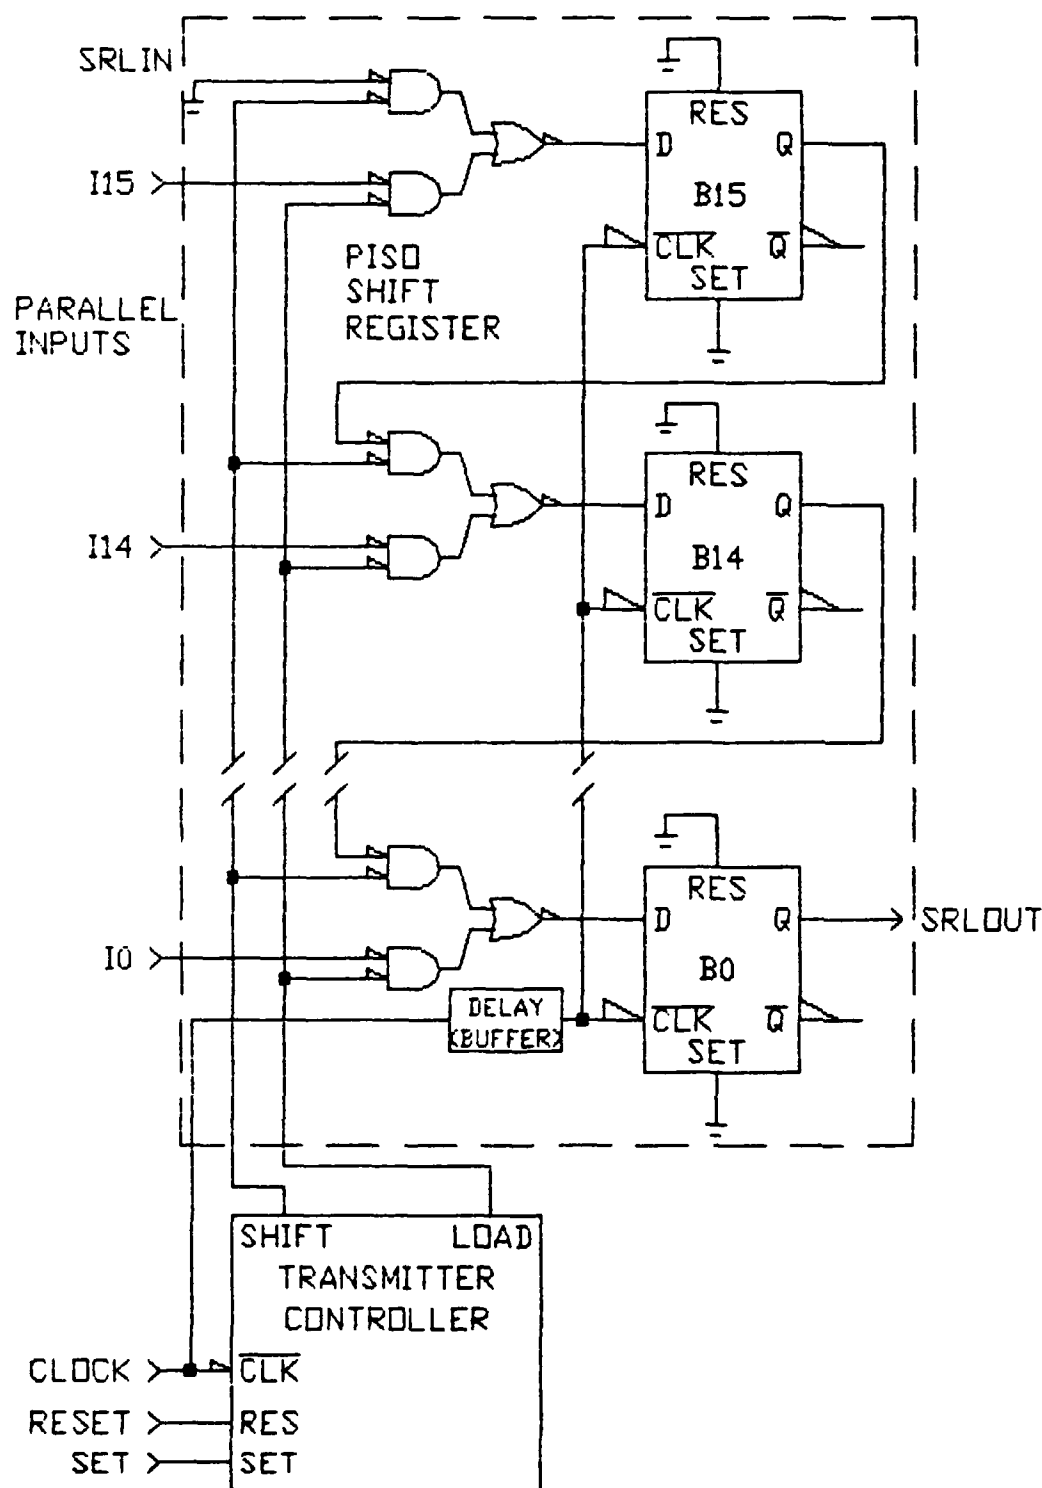 SRLIN
RES
D Q
B15
CLK Q
SET
I15
PISO
SHIFT
REGISTER
PARALLEL
INPUTS
RES
D Q
B14
CLK Q
SET
I14
RES
D Q
B0
CLK Q
SET
SRLOUT
I0
DELAY
(BUFFER)
SHIFT LOAD
TRANSMITTER
CONTROLLER
CLOCK CLK
RESET RES
SET SET